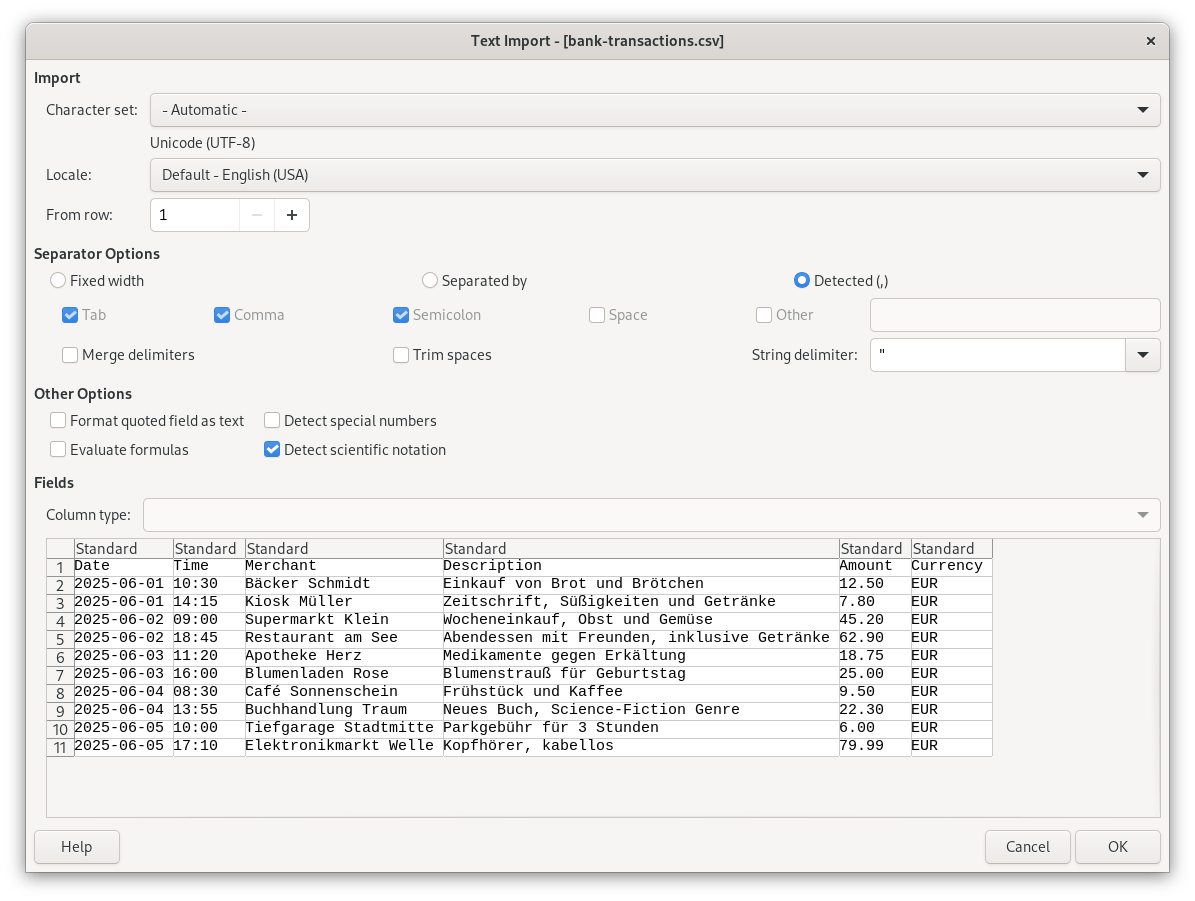 Text Import - [bank-transactions.csv]
Import
Character set: - Automatic -
Unicode (UTF-8)
Locale: Default - English (USA)
From row: 1
Separator Options
Fixed width Separated by Detected (,)
Tab Comma Semicolon Space Other
Merge delimiters Trim spaces String delimiter: "
Other Options
Format quoted field as text Detect special numbers
Evaluate formulas Detect scientific notation
Fields
Column type:
Standard Standard Standard Standard Standard Standard
1 Date Time Merchant Description Amount Currency
2 2025-06-01 10:30 Bäcker Schmidt Einkauf von Brot und Brötchen 12.50 EUR
3 2025-06-01 14:15 Kiosk Müller Zeitschrift, Süßigkeiten und Getränke 7.80 EUR
4 2025-06-02 09:00 Supermarkt Klein Wocheneinkauf, Obst und Gemüse 45.20 EUR
5 2025-06-02 18:45 Restaurant am See Abendessen mit Freunden, inklusive Getränke 62.90 EUR
6 2025-06-03 11:20 Apotheke Herz Medikamente gegen Erkältung 18.75 EUR
7 2025-06-03 16:00 Blumenladen Rose Blumenstrauß für Geburtstag 25.00 EUR
8 2025-06-04 08:30 Café Sonnenschein Frühstück und Kaffee 9.50 EUR
9 2025-06-04 13:55 Buchhandlung Traum Neues Buch, Science-Fiction Genre 22.30 EUR
10 2025-06-05 10:00 Tiefgarage Stadtmitte Parkgebühr für 3 Stunden 6.00 EUR
11 2025-06-05 17:10 Elektronikmarkt Welle Kopfhörer, kabellos 79.99 EUR
Help Cancel OK